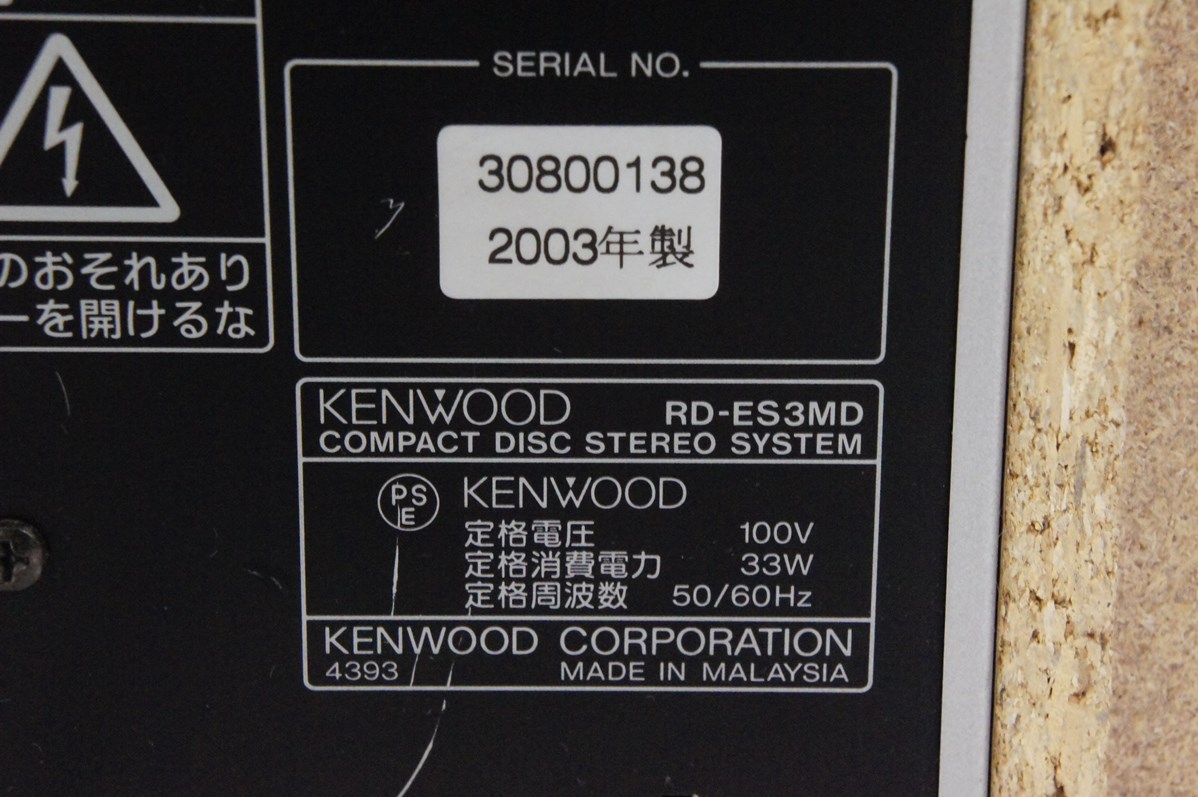 のおそれあり
ーを開けるな
SERIAL NO.
30800138
2003年製
KENWOOD RD-ES3MD
COMPACT DISC STEREO SYSTEM
PSE KENWOOD
定格電圧 100V
定格消費電力 33W
定格周波数 50/60Hz
KENWOOD CORPORATION
4393 MADE IN MALAYSIA